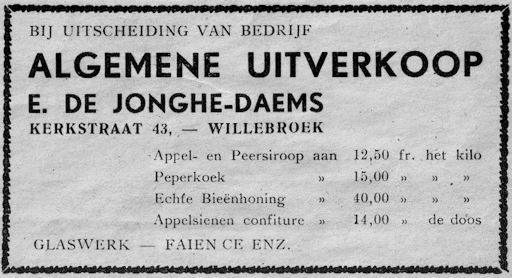 BIJ UITSCHEIDING VAN BEDRIJF
ALGEMENE UITVERKOOP
E. DE JONGHE-DAEMS
KERKSTRAAT 43, — WILLEBROEK
Appel- en Peersiroop aan 12,50 fr. het kilo
Peperkoek » 15,00 » » »
Echte Bieënhoning » 40,00 » » »
Appelsienen confiture » 14,00 » de doos
GLASWERK — FAIEN CE ENZ.